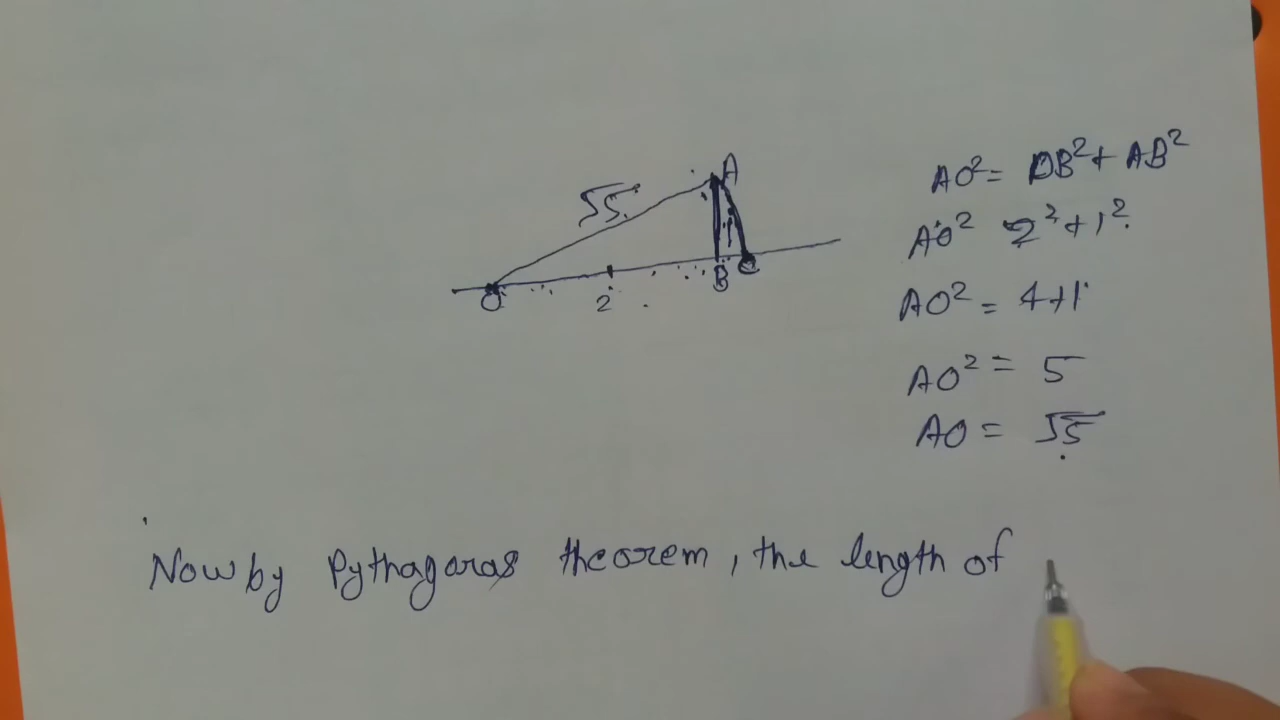 A
√5
O
2
B
C
AO² = OB² + AB²
AO² 2² + 1²
AO² = 4+1
AO² = 5
AO = √5
Now by Pythagoras theorem, the length of